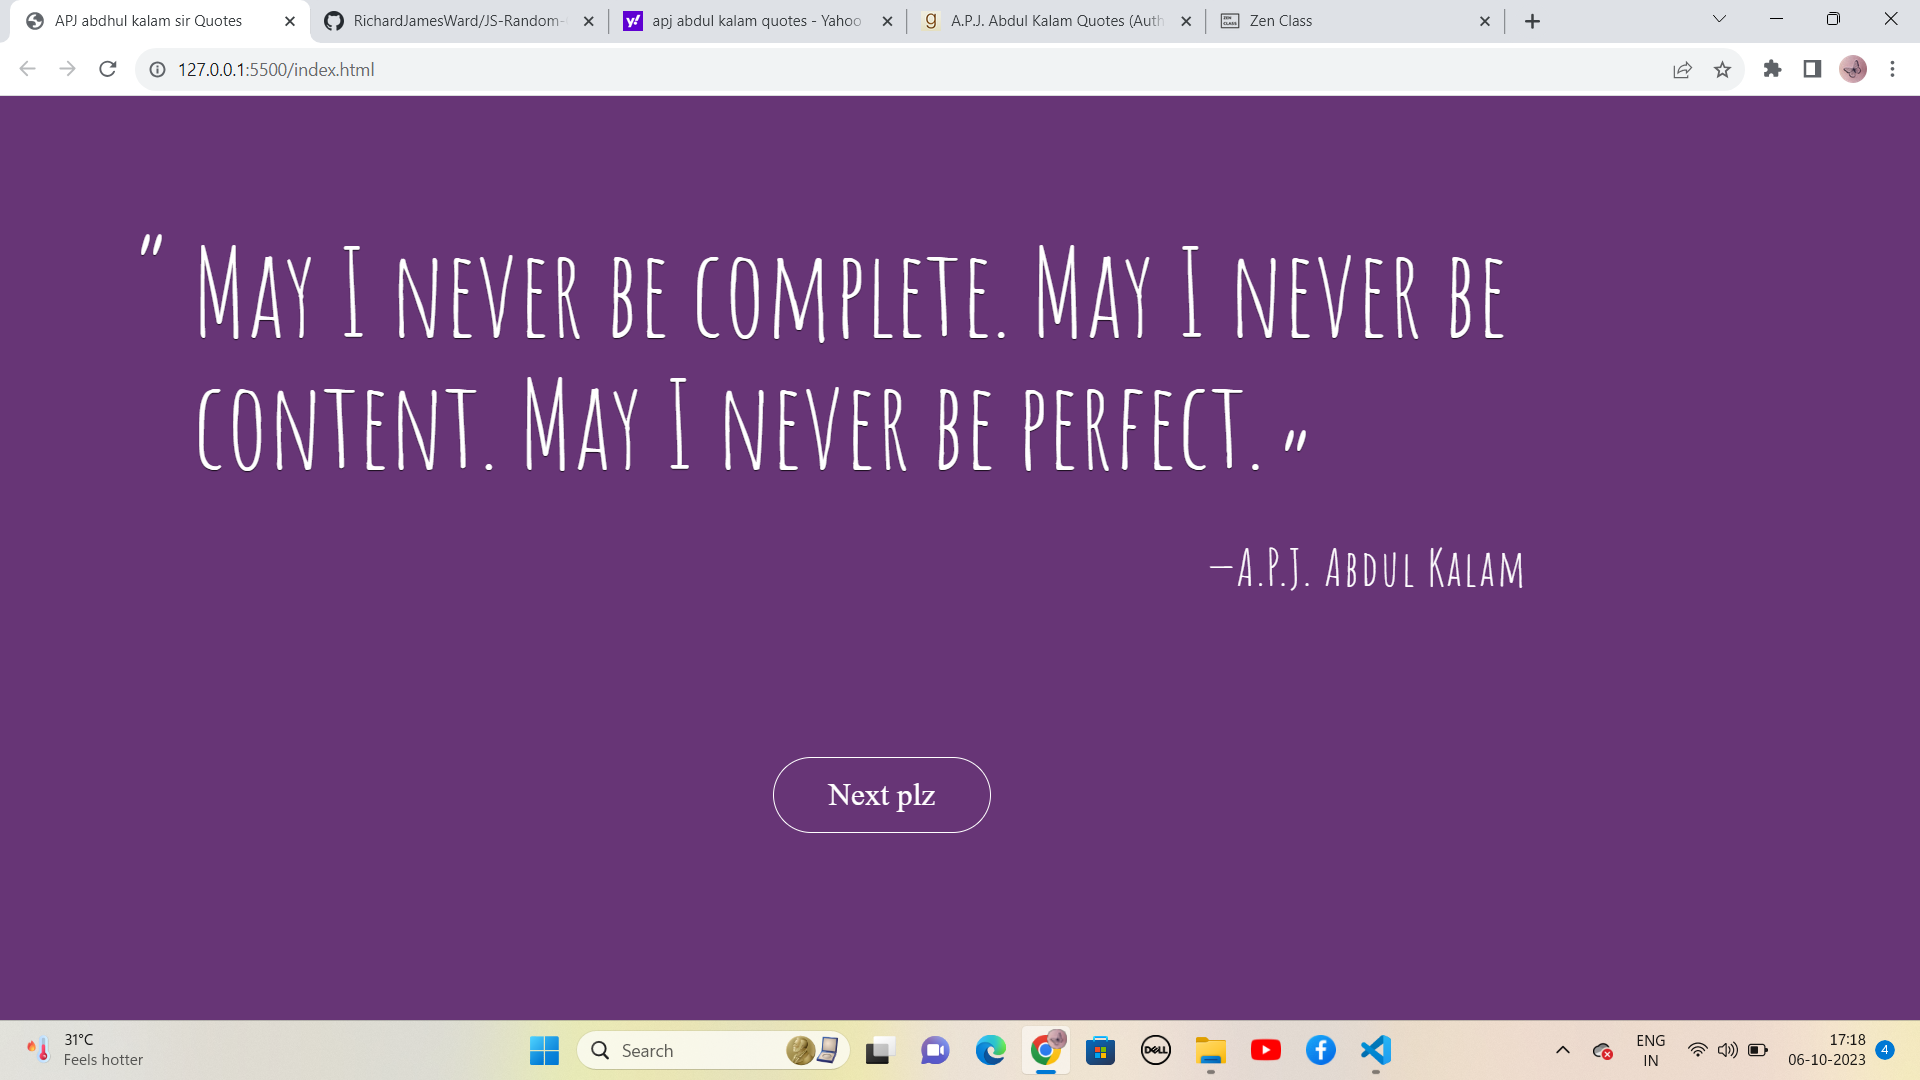 APJ abdhul kalam sir Quotes
RichardJamesWard/JS-Random-
apj abdul kalam quotes - Yahoo
A.P.J. Abdul Kalam Quotes (Auth
Zen Class
127.0.0.1:5500/index.html
" May I never be complete. May I never be
content. May I never be perfect. "
—A.P.J. Abdul Kalam
Next plz
31°C
Feels hotter
Search
DELL
ENG
IN
17:18
06-10-2023
4